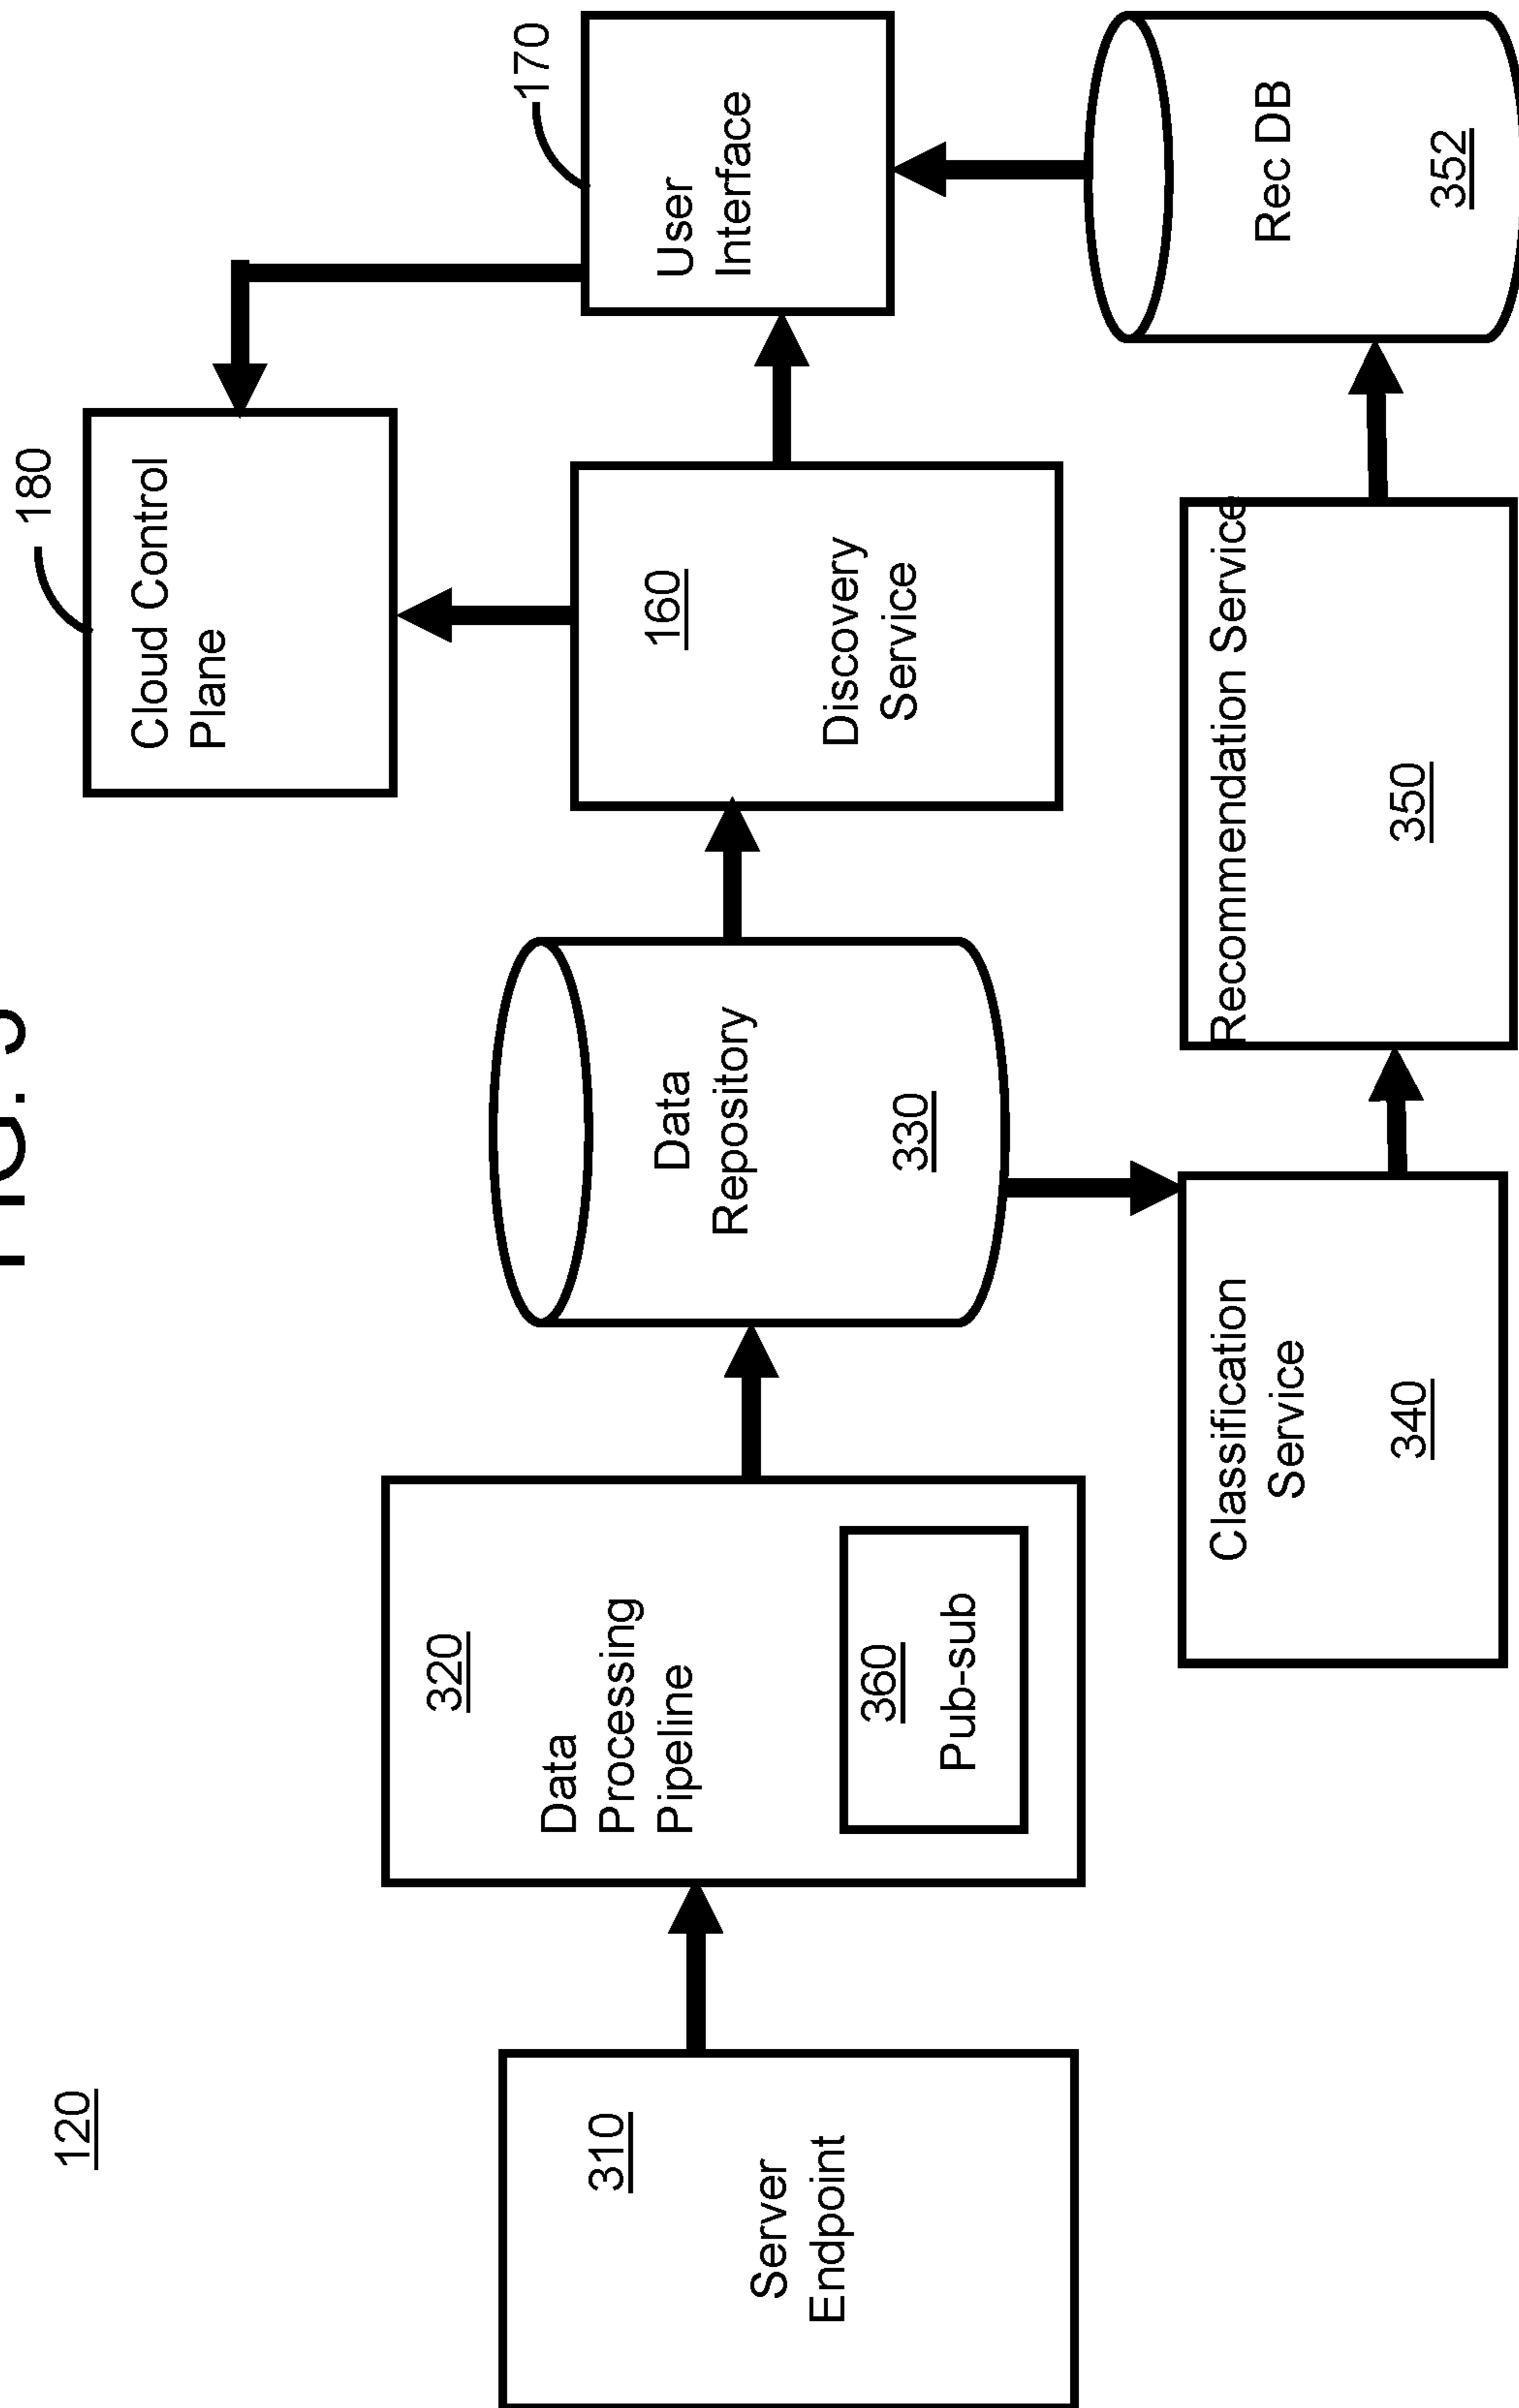 FIG.
120
180
Cloud Control
Plane
170
User
Interface
310
Server
Endpoint
320
Data
Processing
Pipeline
360
Pub-sub
Data
Repository
330
160
Discovery
Service
Classification
Service
340
Recommendation Service
350
Rec DB
352